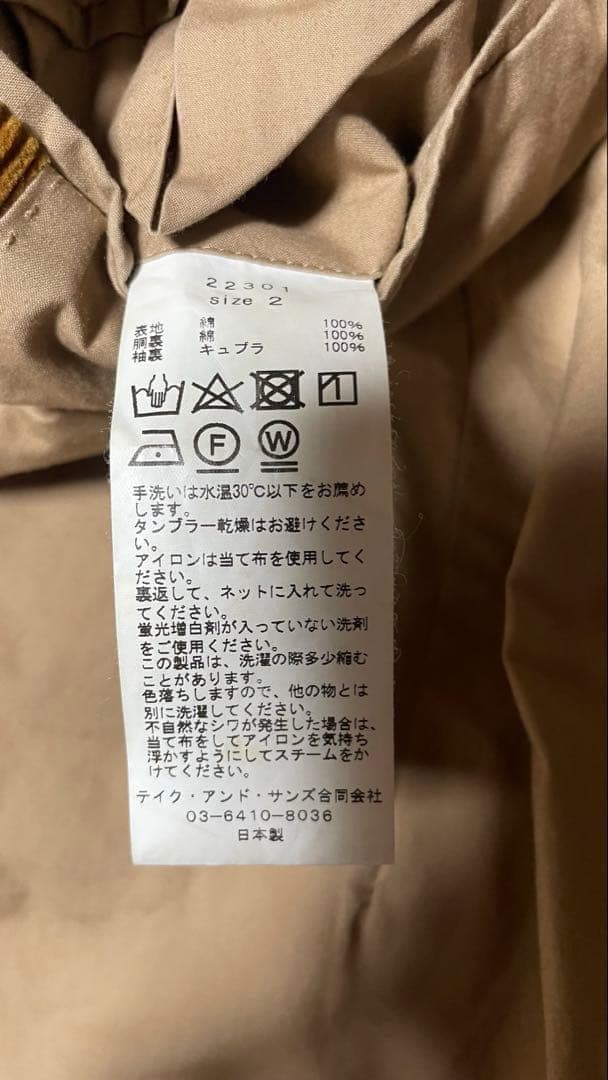 22301
size 2
表地 綿 100%
胴裏 綿 100%
袖裏 キュプラ 100%
F W
手洗いは水温30℃以下をお薦め
します。
タンブラー乾燥はお避けくださ
い。
アイロンは当て布を使用してく
ださい。
裏返して、ネットに入れて洗っ
てください。
蛍光増白剤が入っていない洗剤
をご使用ください。
この製品は、洗濯の際多少縮む
ことがあります。
色落ちしますので、他の物とは
別に洗濯してください。
不自然なシワが発生した場合は、
当て布をしてアイロンを気持ち
浮かすようにしてスチームをか
けてください。
テイク・アンド・サンズ合同会社
03-6410-8036
日本製